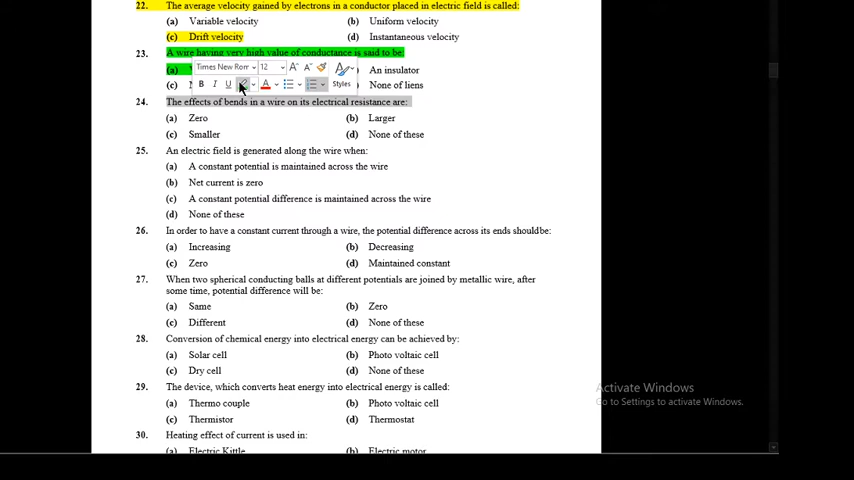 22. The average velocity gained by electrons in a conductor placed in electric field is called:
(a) Variable velocity (b) Uniform velocity
(c) Drift velocity (d) Instantaneous velocity
23. A wire having very high value of conductance is said to be:
Times New Rom 12
(a) An insulator
B I U A Styles
(c) None of liens
24. The effects of bends in a wire on its electrical resistance are:
(a) Zero (b) Larger
(c) Smaller (d) None of these
25. An electric field is generated along the wire when:
(a) A constant potential is maintained across the wire
(b) Net current is zero
(c) A constant potential difference is maintained across the wire
(d) None of these
26. In order to have a constant current through a wire, the potential difference across its ends shouldbe:
(a) Increasing (b) Decreasing
(c) Zero (d) Maintained constant
27. When two spherical conducting balls at different potentials are joined by metallic wire, after
some time, potential difference will be:
(a) Same (b) Zero
(c) Different (d) None of these
28. Conversion of chemical energy into electrical energy can be achieved by:
(a) Solar cell (b) Photo voltaic cell
(c) Dry cell (d) None of these
29. The device, which converts heat energy into electrical energy is called:
(a) Thermo couple (b) Photo voltaic cell
(c) Thermistor (d) Thermostat
Activate Windows
Go to Settings to activate Windows.
30. Heating effect of current is used in:
(a) Electric Kittle (b) Electric motor